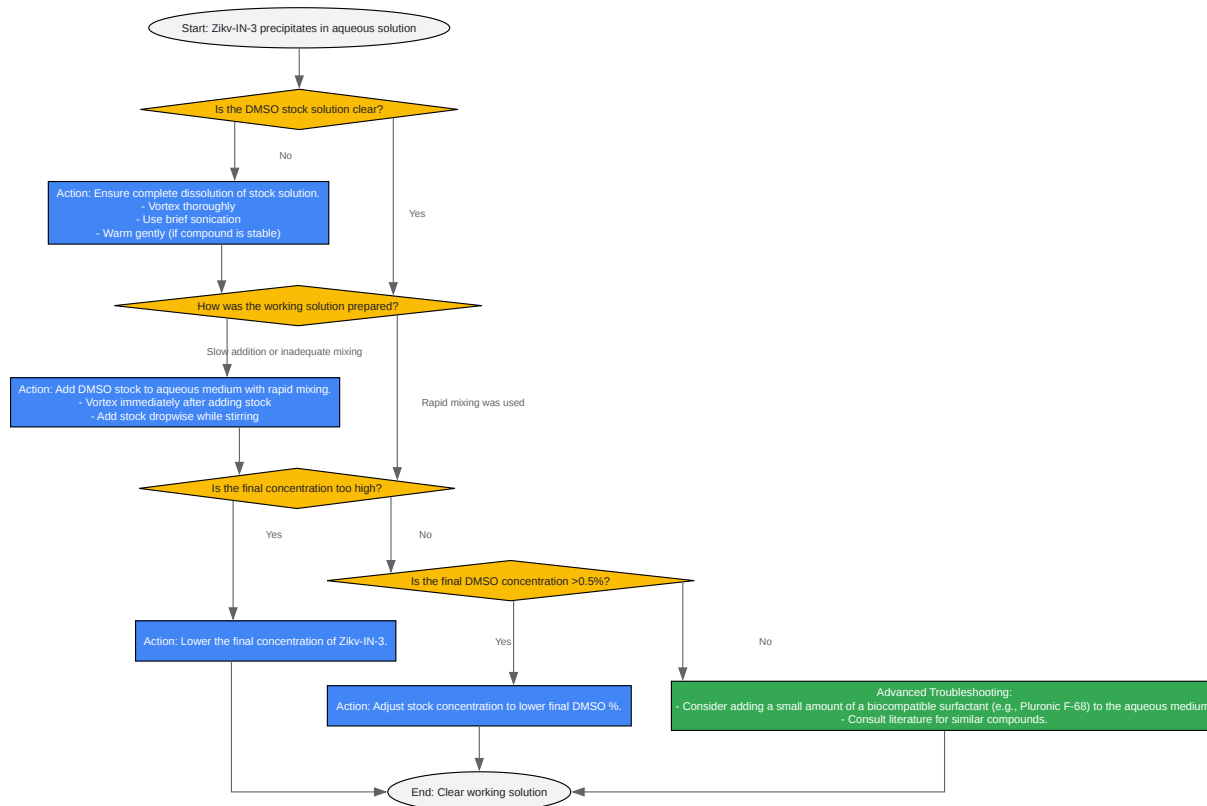 Start: Zikv-IN-3 precipitates in aqueous solution
Is the DMSO stock solution clear?
No
Action: Ensure complete dissolution of stock solution.
- Vortex thoroughly
- Use brief sonication
- Warm gently (if compound is stable)
Yes
How was the working solution prepared?
Slow addition or inadequate mixing
Action: Add DMSO stock to aqueous medium with rapid mixing.
- Vortex immediately after adding stock
- Add stock dropwise while stirring
Rapid mixing was used
Is the final concentration too high?
Yes
No
Is the final DMSO concentration >0.5%?
Action: Lower the final concentration of Zikv-IN-3.
Yes
No
Action: Adjust stock concentration to lower final DMSO %.
Advanced Troubleshooting:
- Consider adding a small amount of a biocompatible surfactant (e.g., Pluronic F-68) to the aqueous medium
- Consult literature for similar compounds.
End: Clear working solution